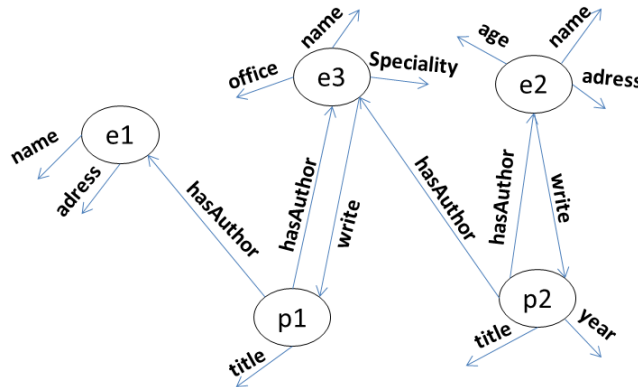 name
office
e3
Speciality
age
name
e2
adress
e1
name
adress
hasAuthor
hasAuthor
write
hasAuthor
hasAuthor
write
p1
title
p2
title
year